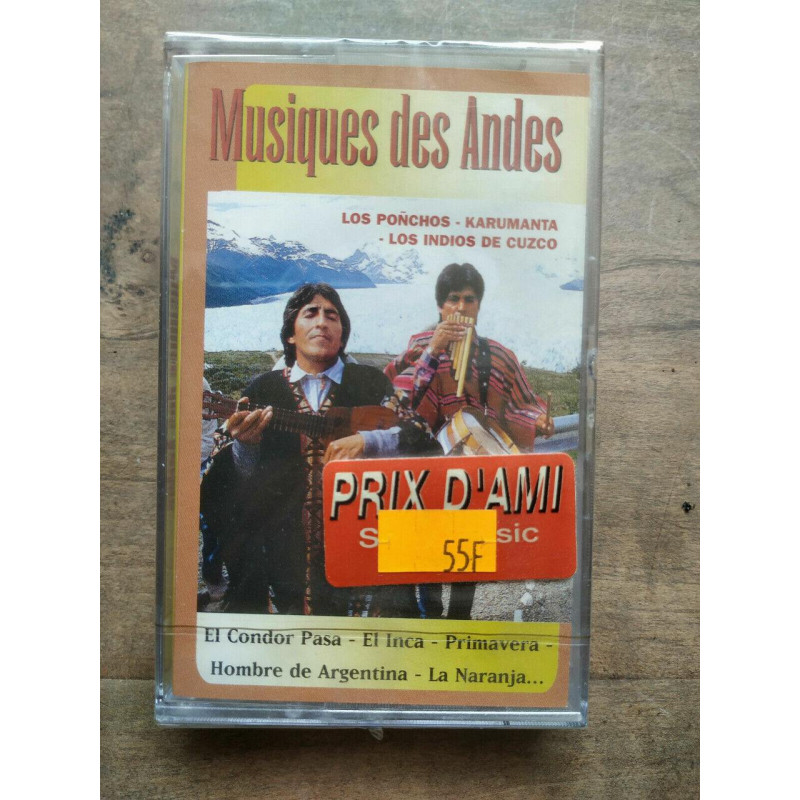 Musiques des Andes
LOS POÑCHOS - KARUMANTA
- LOS INDIOS DE CUZCO
PRIX D'AMI
55F
El Condor Pasa - El Inca - Primavera -
Hombre de Argentina - La Naranja...